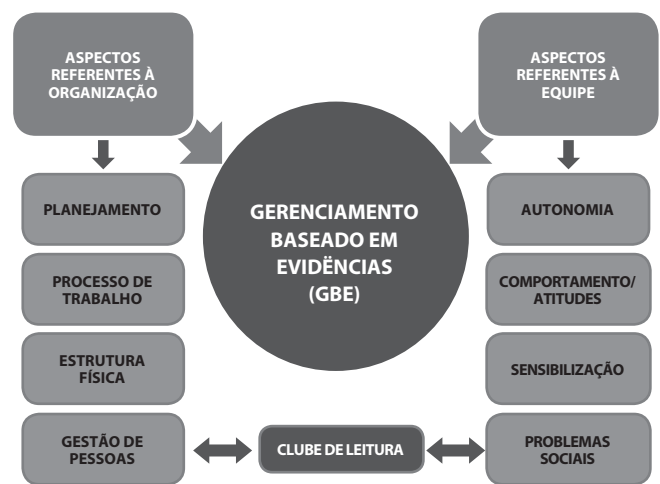 ASPECTOS
REFERENTES À
ORGANIZAÇÃO
ASPECTOS
REFERENTES À
EQUIPE
GERENCIAMENTO
BASEADO EM
EVIDËNCIAS
(GBE)
PLANEJAMENTO
PROCESSO DE
TRABALHO
ESTRUTURA
FÍSICA
GESTÃO DE
PESSOAS
AUTONOMIA
COMPORTAMENTO/
ATITUDES
SENSIBILIZAÇÃO
PROBLEMAS
SOCIAIS
CLUBE DE LEITURA